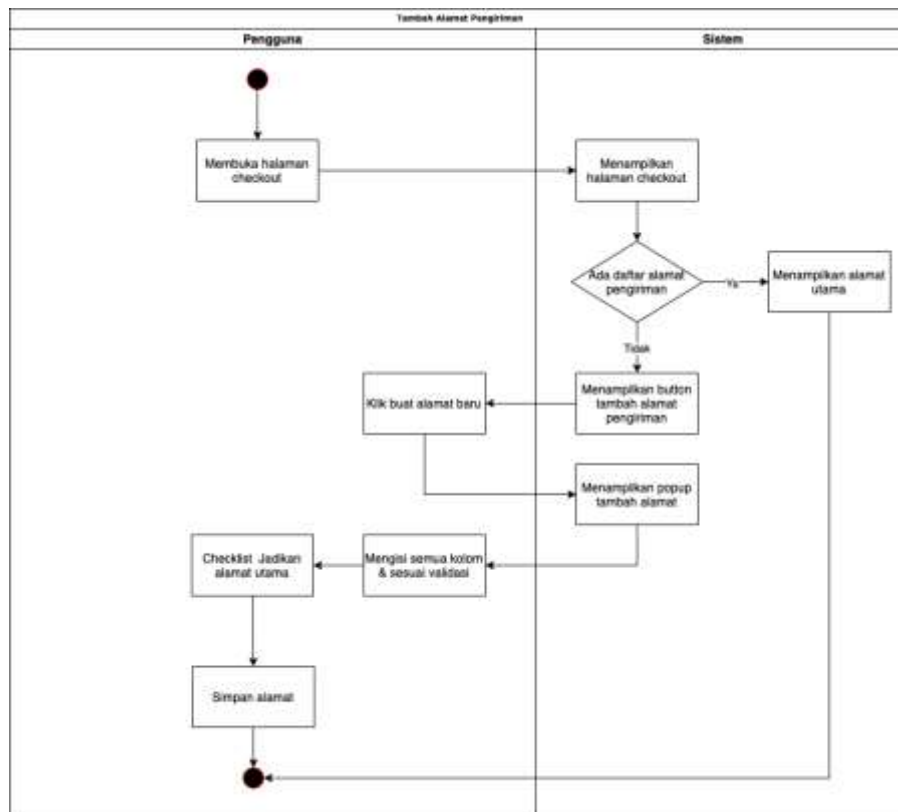 Tambah Alamat Pengiriman
Pengguna
Sistem
Membuka halaman
checkout
Menampilkan
halaman checkout
Ada daftar alamat
pengiriman
Ya
Menampilkan alamat
utama
Tidak
Menampilkan button
tambah alamat
pengiriman
Klik buat alamat baru
Menampilkan popup
tambah alamat
Mengisi semua kolom
& sesuai validasi
Checklist Jadikan
alamat utama
Simpan alamat